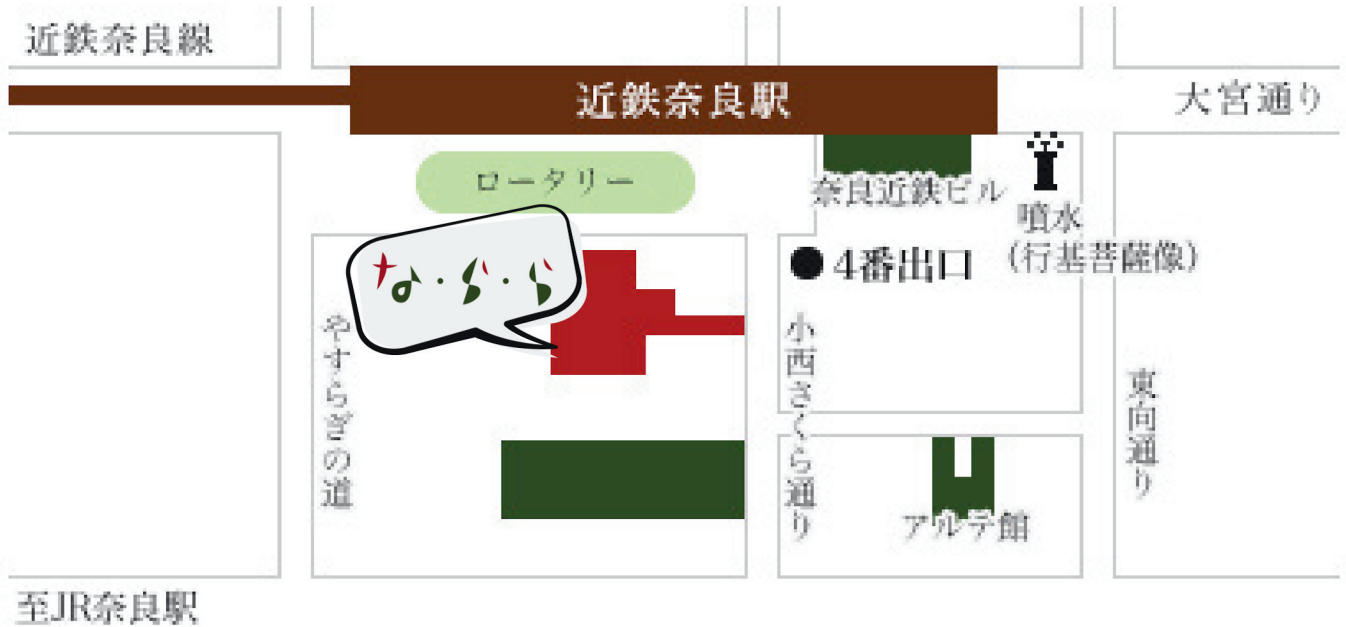 近鉄奈良線
近鉄奈良駅
大宮通り
ロータリー
奈良近鉄ビル
噴水
(行基菩薩像)
な・ら・ら
4番出口
やすらぎの道
小西さくら通り
東向通り
アルテ館
至JR奈良駅